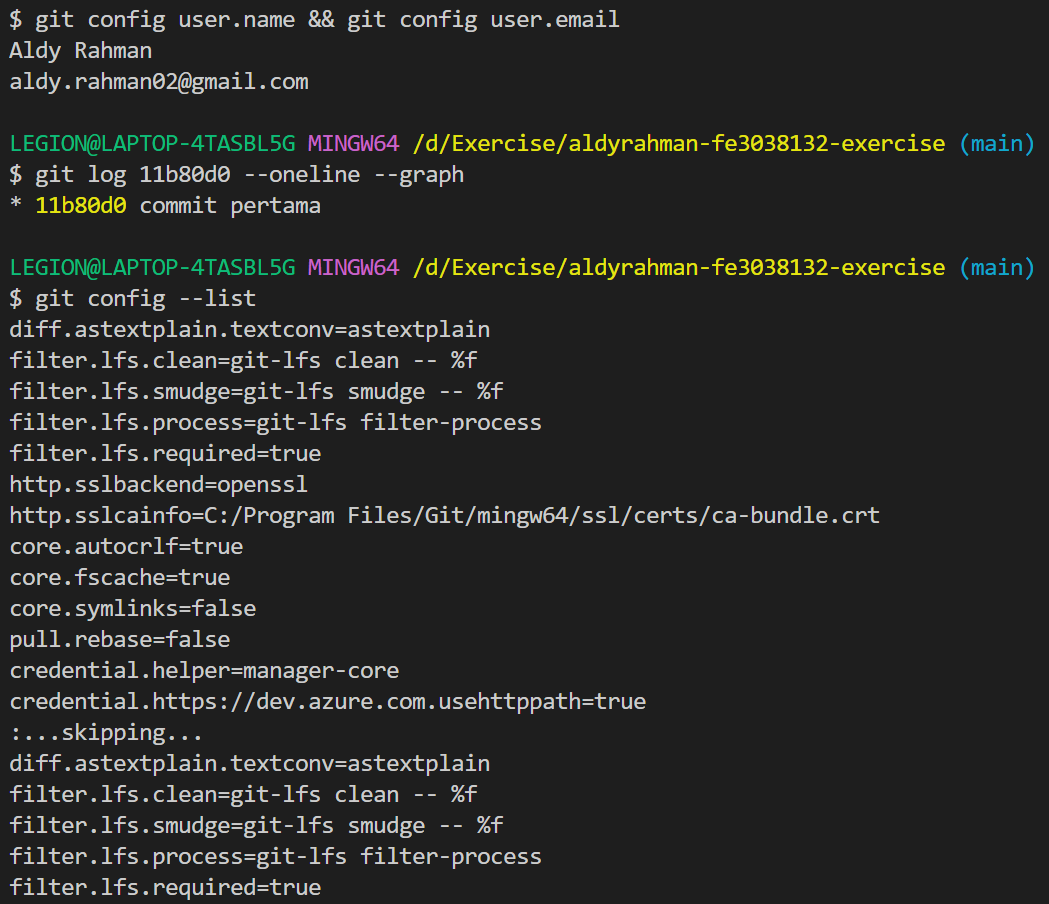 $ git config user.name && git config user.email
Aldy Rahman
aldy.rahman02@gmail.com
LEGION@LAPTOP-4TASBL5G MINGW64 /d/Exercise/aldyrahman-fe3038132-exercise (main)
$ git log 11b80d0 --oneline --graph
* 11b80d0 commit pertama
LEGION@LAPTOP-4TASBL5G MINGW64 /d/Exercise/aldyrahman-fe3038132-exercise (main)
$ git config --list
diff.astextplain.textconv=astextplain
filter.lfs.clean=git-lfs clean -- %f
filter.lfs.smudge=git-lfs smudge -- %f
filter.lfs.process=git-lfs filter-process
filter.lfs.required=true
http.sslbackend=openssl
http.sslcainfo=C:/Program Files/Git/mingw64/ssl/certs/ca-bundle.crt
core.autocrlf=true
core.fscache=true
core.symlinks=false
pull.rebase=false
credential.helper=manager-core
credential.https://dev.azure.com.usehttppath=true
:...skipping...
diff.astextplain.textconv=astextplain
filter.lfs.clean=git-lfs clean -- %f
filter.lfs.smudge=git-lfs smudge -- %f
filter.lfs.process=git-lfs filter-process
filter.lfs.required=true